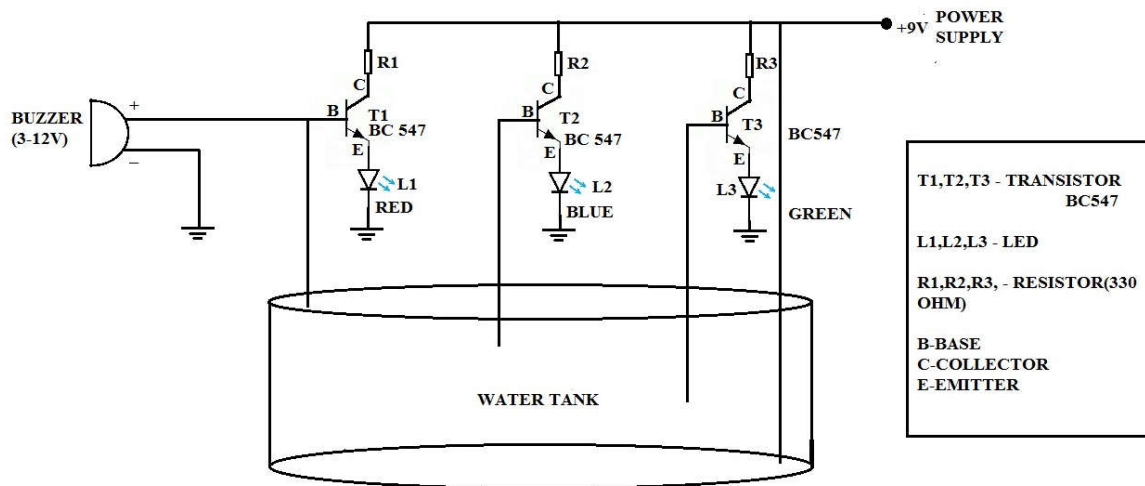 POWER
+9V
SUPPLY
R1
R2
R3
C
C
C
BUZZER
(3-12V)
+
_
B
T1
BC 547
E
B
T2
BC 547
E
B
T3
E
BC547
L1
RED
L2
BLUE
L3
GREEN
WATER TANK
T1,T2,T3 - TRANSISTOR
BC547
L1,L2,L3 - LED
R1,R2,R3, - RESISTOR(330
OHM)
B-BASE
C-COLLECTOR
E-EMITTER